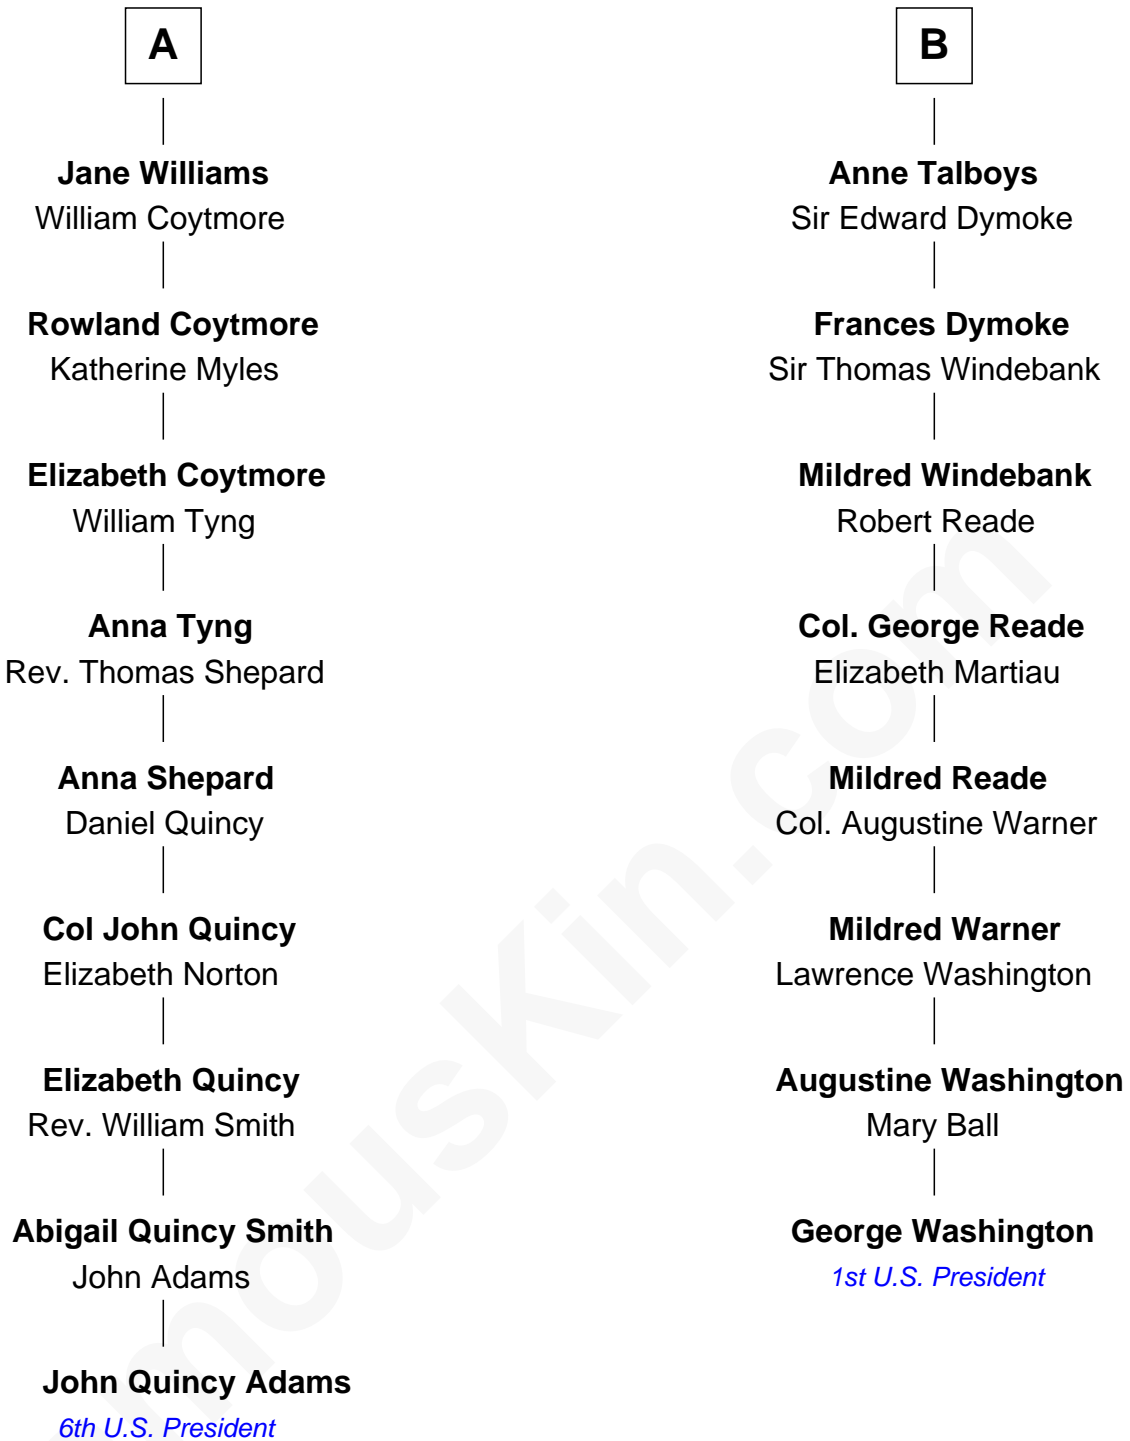 A
Jane Williams
William Coytmore
Rowland Coytmore
Katherine Myles
Elizabeth Coytmore
William Tyng
Anna Tyng
Rev. Thomas Shepard
Anna Shepard
Daniel Quincy
Col John Quincy
Elizabeth Norton
Elizabeth Quincy
Rev. William Smith
Abigail Quincy Smith
John Adams
John Quincy Adams
6th U.S. President
B
Anne Talboys
Sir Edward Dymoke
Frances Dymoke
Sir Thomas Windebank
Mildred Windebank
Robert Reade
Col. George Reade
Elizabeth Martiau
Mildred Reade
Col. Augustine Warner
Mildred Warner
Lawrence Washington
Augustine Washington
Mary Ball
George Washington
1st U.S. President
mousKin.com